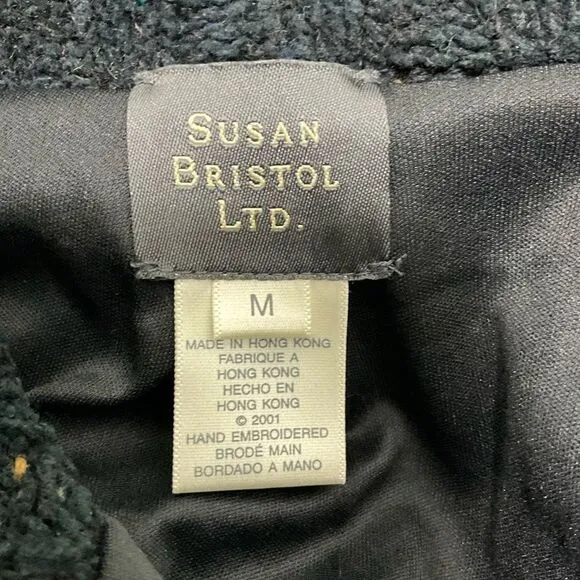 SUSAN
BRISTOL
LTD.
M
MADE IN HONG KONG
FABRIQUE A
HONG KONG
HECHO EN
HONG KONG
© 2001
HAND EMBROIDERED
BRODÉ MAIN
BORDADO A MANO